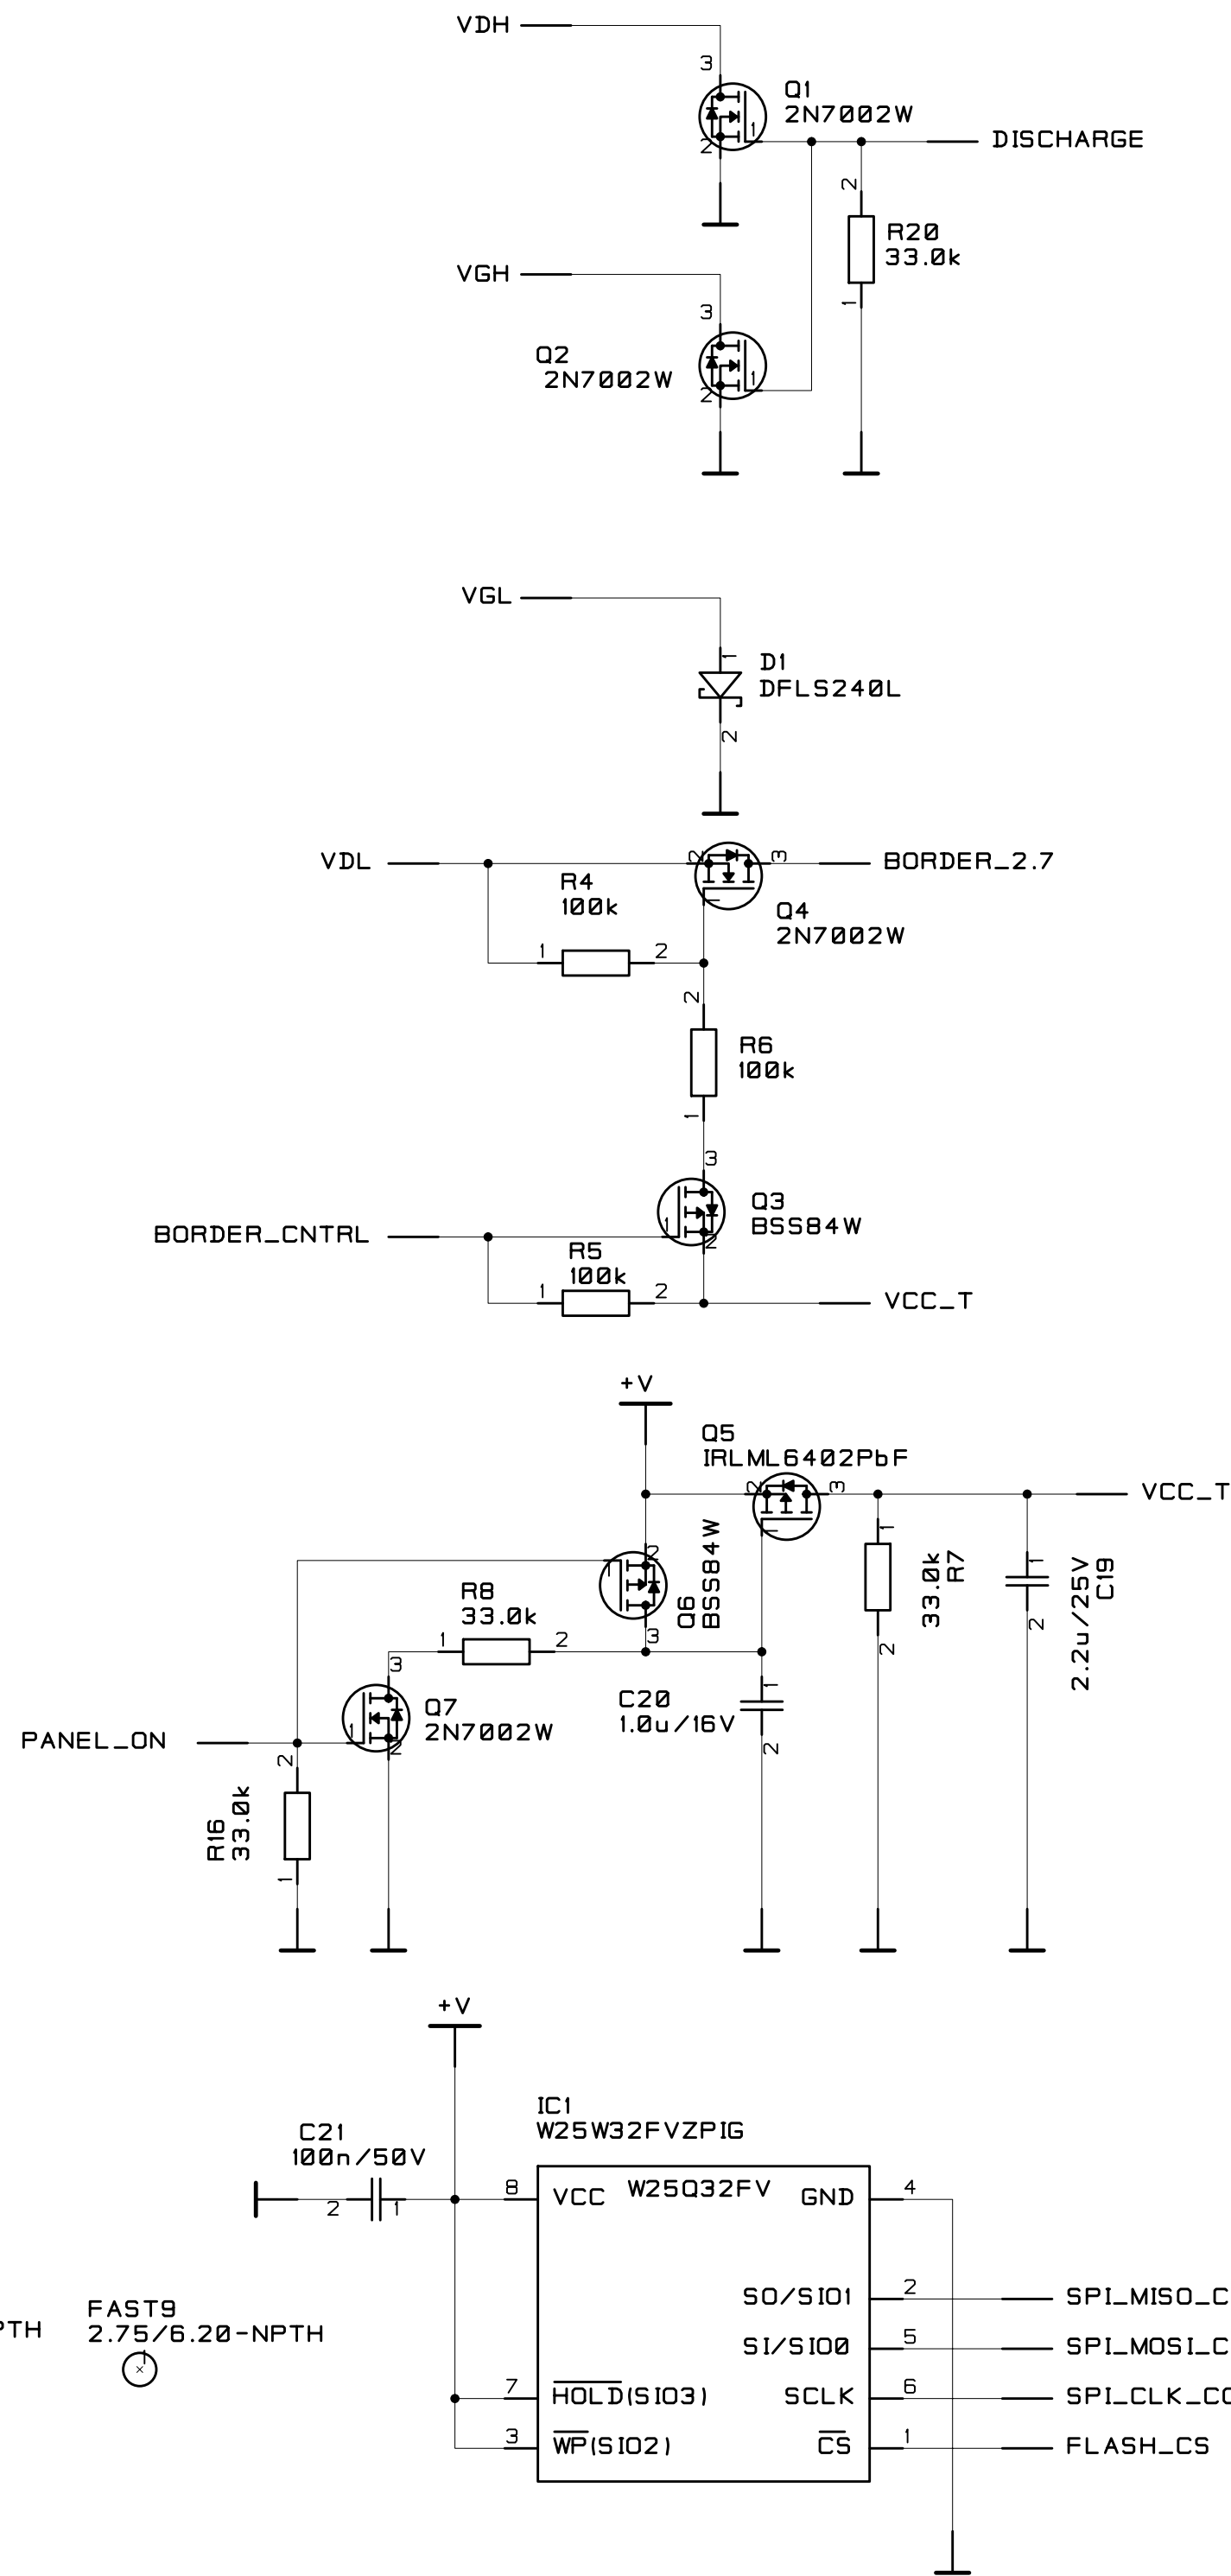 VDH
3
Q1
2N7002W
1
2
DISCHARGE
2
R20
33.0k
1
VGH
3
Q2
2N7002W
1
2
VGL
1
D1
DFLS240L
2
VDL
2
3
BORDER_2.7
R4
100k
1
Q4
2N7002W
1
2
2
R6
100k
1
3
Q3
BSS84W
BORDER_CNTRL
1
2
R5
100k
1
2
VCC_T
+V
Q5
IRLML6402PbF
2
3
VCC_T
1
1
2
Q6
BSS84W
3
R8
33.0k
1
2
1
33.0k
R7
2
1
2.2u/25V
C19
2
3
Q7
2N7002W
1
2
C20
1.0u/16V
1
2
PANEL_ON
2
R16
33.0k
1
+V
IC1
W25W32FVZPIG
C21
100n/50V
2
1
8
VCC
W25Q32FV
GND
4
SO/SIO1
2
SPI_MISO_C
SI/SIO0
5
SPI_MOSI_C
7
HOLD(SIO3)
SCLK
6
SPI_CLK_CO
3
WP(SIO2)
CS
1
FLASH_CS
PTH
FAST9
2.75/6.20-NPTH
1